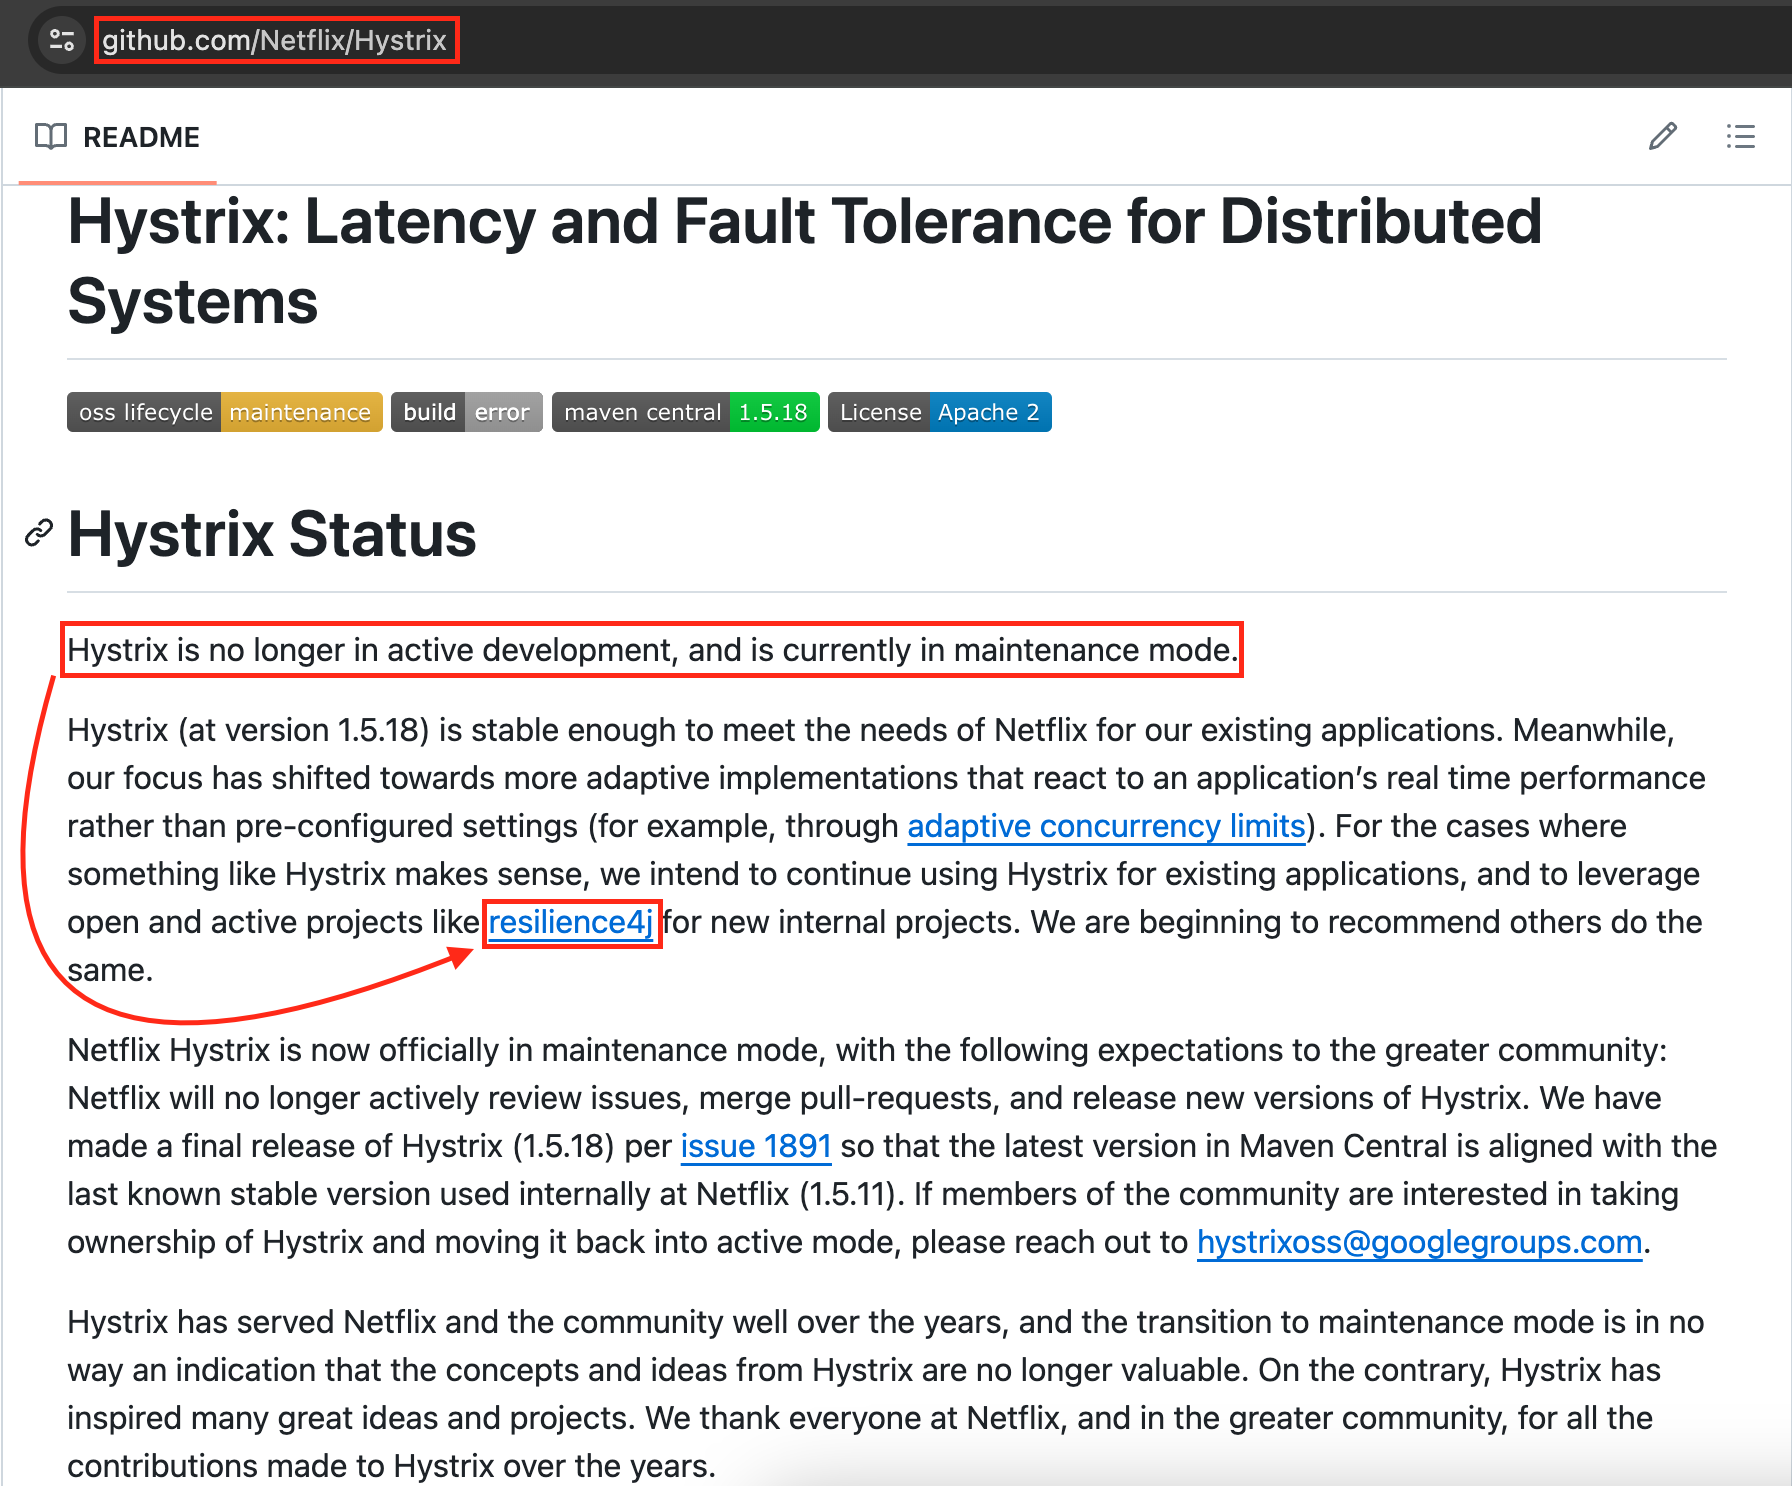 github.com/Netflix/Hystrix
README
Hystrix: Latency and Fault Tolerance for Distributed
Systems
oss lifecycle maintenance build error maven central 1.5.18 License Apache 2
Hystrix Status
Hystrix is no longer in active development, and is currently in maintenance mode.
Hystrix (at version 1.5.18) is stable enough to meet the needs of Netflix for our existing applications. Meanwhile,
our focus has shifted towards more adaptive implementations that react to an application’s real time performance
rather than pre-configured settings (for example, through adaptive concurrency limits). For the cases where
something like Hystrix makes sense, we intend to continue using Hystrix for existing applications, and to leverage
open and active projects like resilience4j for new internal projects. We are beginning to recommend others do the
same.
Netflix Hystrix is now officially in maintenance mode, with the following expectations to the greater community:
Netflix will no longer actively review issues, merge pull-requests, and release new versions of Hystrix. We have
made a final release of Hystrix (1.5.18) per issue 1891 so that the latest version in Maven Central is aligned with the
last known stable version used internally at Netflix (1.5.11). If members of the community are interested in taking
ownership of Hystrix and moving it back into active mode, please reach out to hystrixoss@googlegroups.com.
Hystrix has served Netflix and the community well over the years, and the transition to maintenance mode is in no
way an indication that the concepts and ideas from Hystrix are no longer valuable. On the contrary, Hystrix has
inspired many great ideas and projects. We thank everyone at Netflix, and in the greater community, for all the
contributions made to Hystrix over the years.